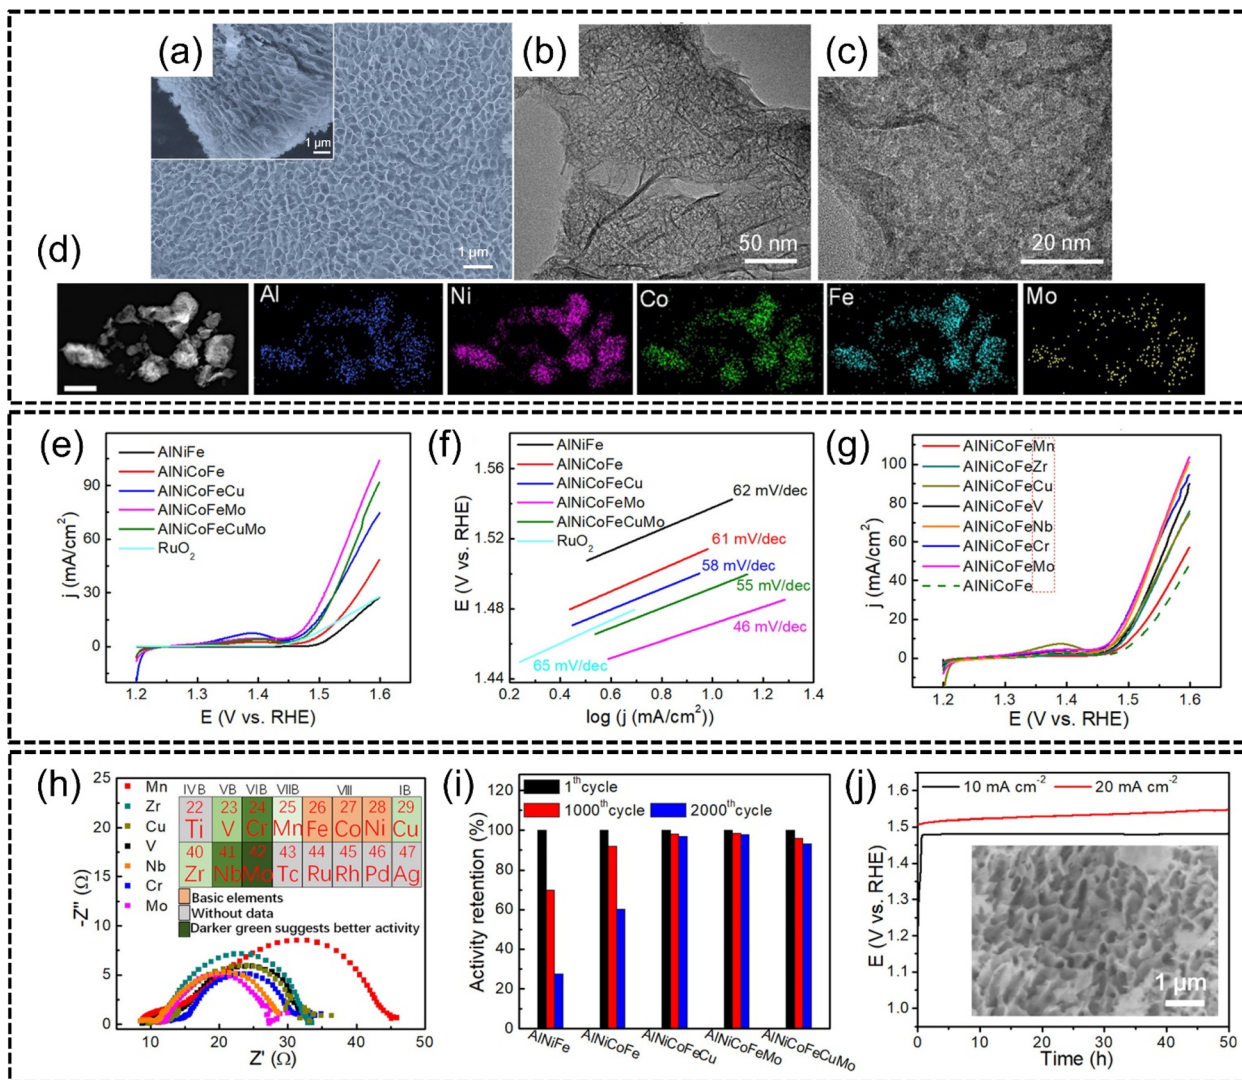 (a)
1 μm
1 μm
(b)
50 nm
(c)
20 nm
(d)
Al
Ni
Co
Fe
Mo
(e)
AlNiFe
AlNiCoFe
AlNiCoFeCu
AlNiCoFeMo
AlNiCoFeCuMo
RuO₂
j (mA/cm²)
90
60
30
0
1.2 1.3 1.4 1.5 1.6
E (V vs. RHE)
(f)
AlNiFe
AlNiCoFe
AlNiCoFeCu
AlNiCoFeMo
AlNiCoFeCuMo
RuO₂
62 mV/dec
61 mV/dec
58 mV/dec
55 mV/dec
46 mV/dec
65 mV/dec
E (V vs. RHE)
1.56
1.52
1.48
1.44
0.2 0.4 0.6 0.8 1.0 1.2 1.4
log (j (mA/cm²))
(g)
AlNiCoFeMn
AlNiCoFeZr
AlNiCoFeCu
AlNiCoFeV
AlNiCoFeNb
AlNiCoFeCr
AlNiCoFeMo
AlNiCoFe
j (mA/cm²)
100
80
60
40
20
0
1.2 1.3 1.4 1.5 1.6
E (V vs. RHE)
(h)
Mn
Zr
Cu
V
Nb
Cr
Mo
IVB VB VIB VIIB VIII IB
22 23 24 25 26 27 28 29
Ti V Cr Mn Fe Co Ni Cu
40 41 42 43 44 45 46 47
Zr Nb Mo Tc Ru Rh Pd Ag
Basic elements
Without data
Darker green suggests better activity
-Z" (Ω)
25
20
15
10
5
0
10 20 30 40 50
Z' (Ω)
(i)
1ᵗʰcycle
1000ᵗʰcycle
2000ᵗʰcycle
Activity retention (%)
120
100
80
60
40
20
0
AlNiFe
AlNiCoFe
AlNiCoFeCu
AlNiCoFeMo
AlNiCoFeCuMo
(j)
10 mA cm⁻²
20 mA cm⁻²
E (V vs. RHE)
1.6
1.5
1.4
1.3
1.2
1.1
1.0
1 μm
0 10 20 30 40 50
Time (h)